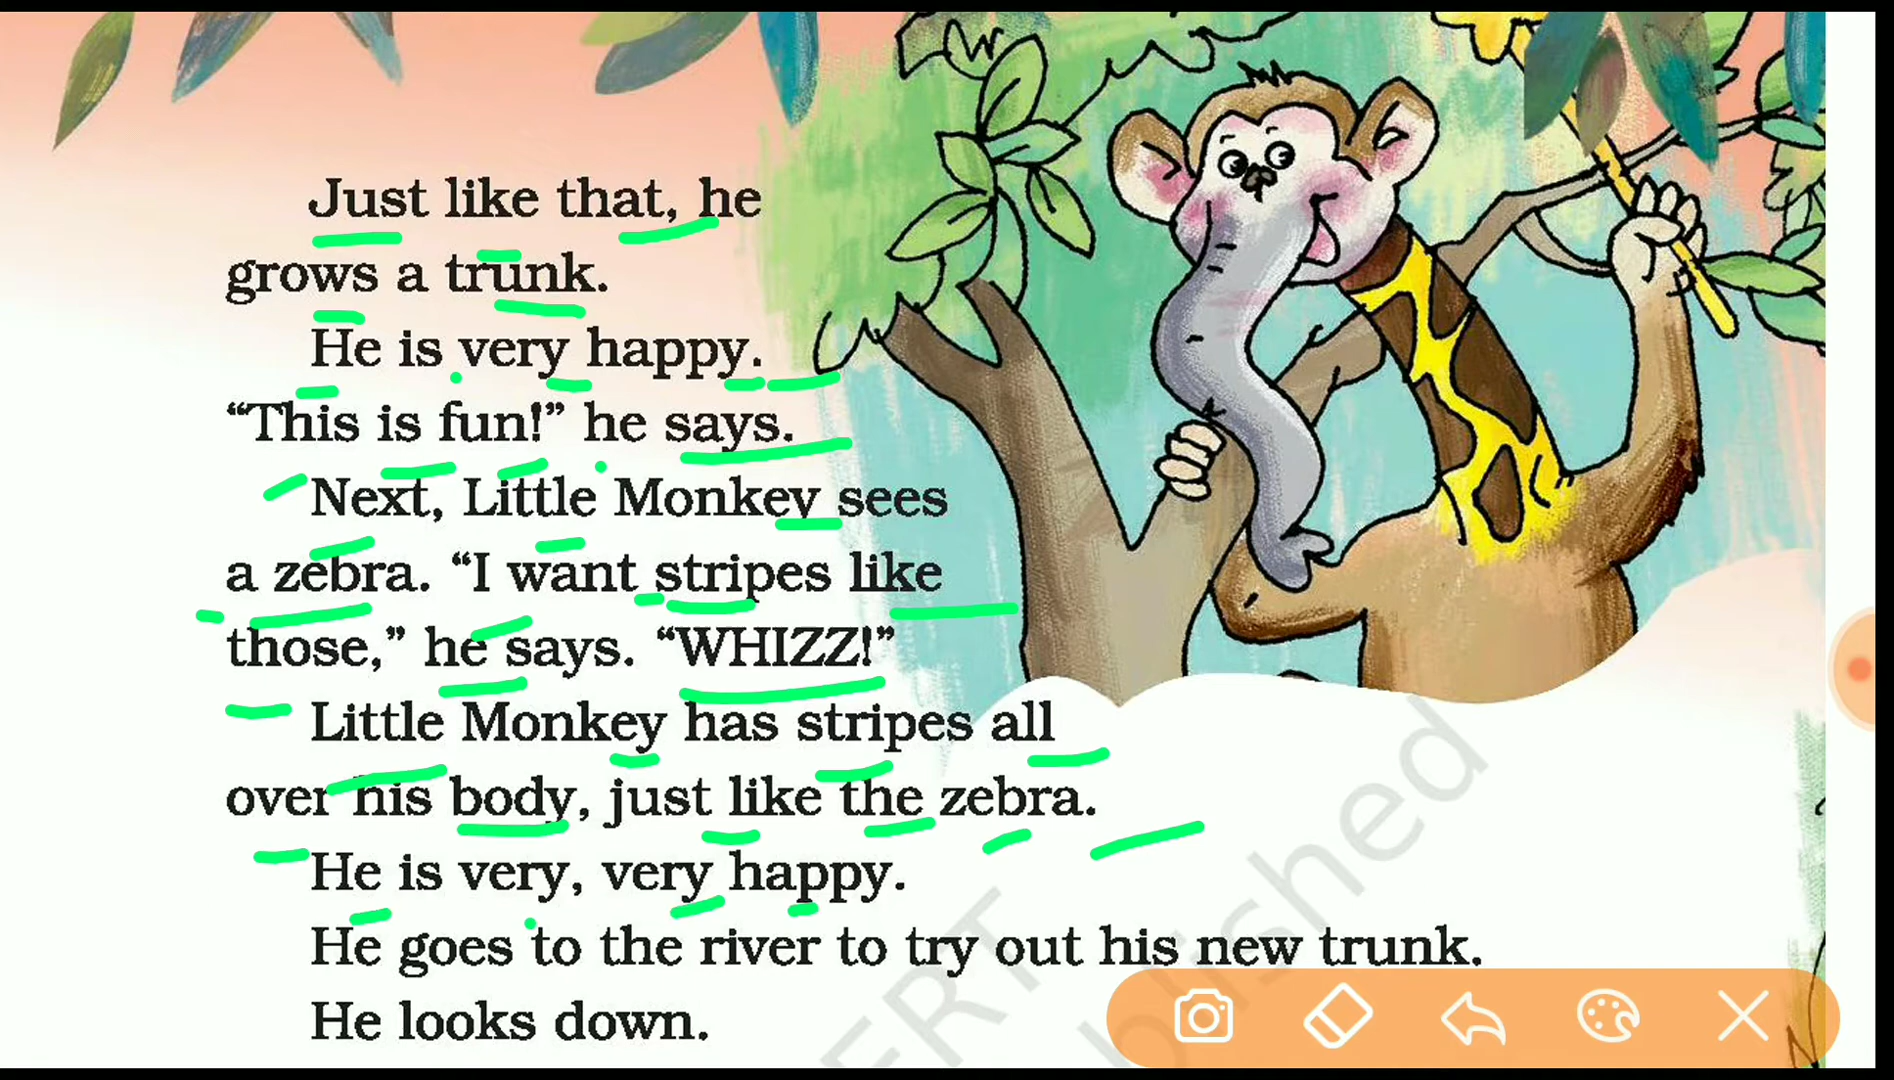 Just like that, he
grows a trunk.
He is very happy.
“This is fun!” he says.
Next, Little Monkey sees
a zebra. “I want stripes like
those,” he says. “WHIZZ!”
Little Monkey has stripes all
over his body, just like the zebra.
He is very, very happy.
He goes to the river to try out his new trunk.
He looks down.